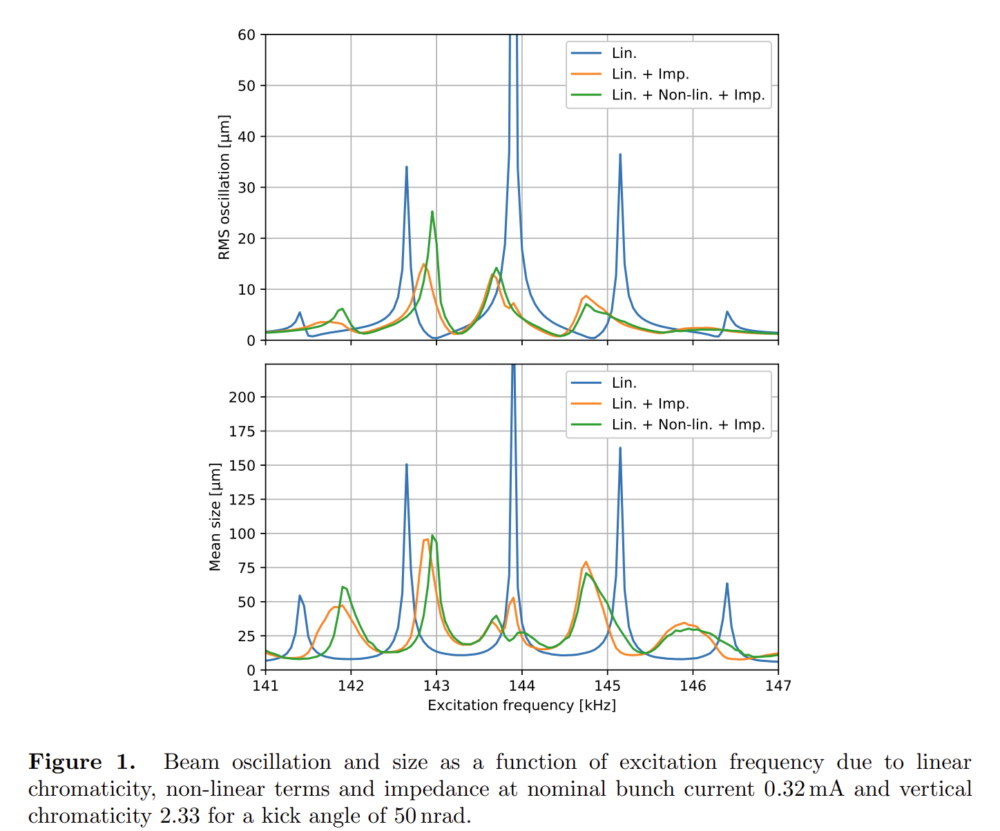 60
50
40
30
20
10
0
RMS oscillation [µm]
Lin.
Lin. + Imp.
Lin. + Non-lin. + Imp.
200
175
150
125
100
75
50
25
0
Mean size [µm]
Lin.
Lin. + Imp.
Lin. + Non-lin. + Imp.
141 142 143 144 145 146 147
Excitation frequency [kHz]
Figure 1. Beam oscillation and size as a function of excitation frequency due to linear
chromaticity, non-linear terms and impedance at nominal bunch current 0.32 mA and vertical
chromaticity 2.33 for a kick angle of 50 nrad.